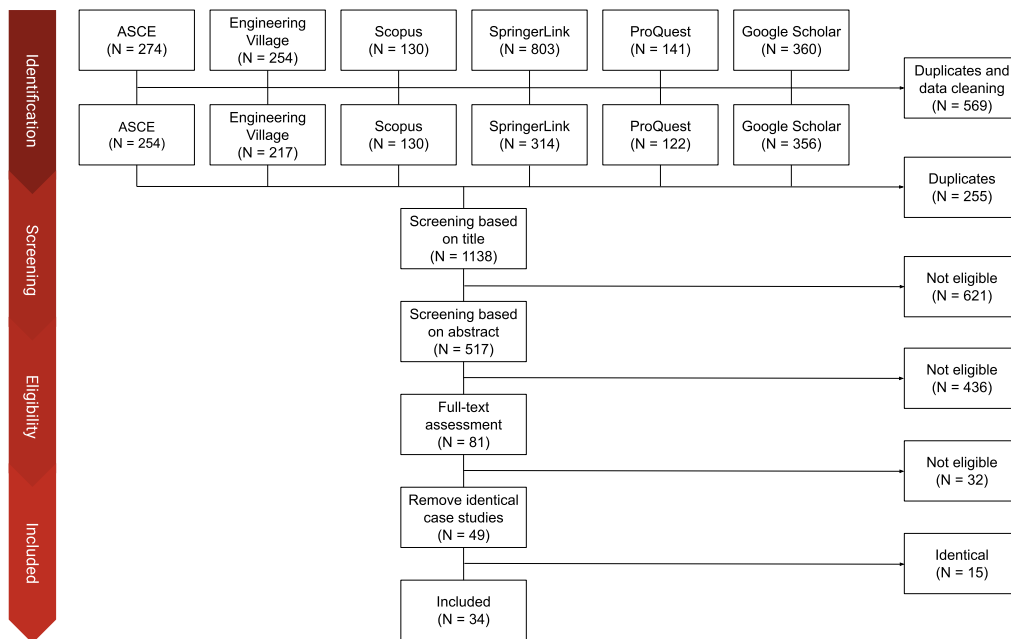 Identification
Screening
Eligibility
Included
ASCE
(N = 274)
Engineering
Village
(N = 254)
Scopus
(N = 130)
SpringerLink
(N = 803)
ProQuest
(N = 141)
Google Scholar
(N = 360)
Duplicates and
data cleaning
(N = 569)
ASCE
(N = 254)
Engineering
Village
(N = 217)
Scopus
(N = 130)
SpringerLink
(N = 314)
ProQuest
(N = 122)
Google Scholar
(N = 356)
Duplicates
(N = 255)
Screening based
on title
(N = 1138)
Not eligible
(N = 621)
Screening based
on abstract
(N = 517)
Not eligible
(N = 436)
Full-text
assessment
(N = 81)
Not eligible
(N = 32)
Remove identical
case studies
(N = 49)
Identical
(N = 15)
Included
(N = 34)